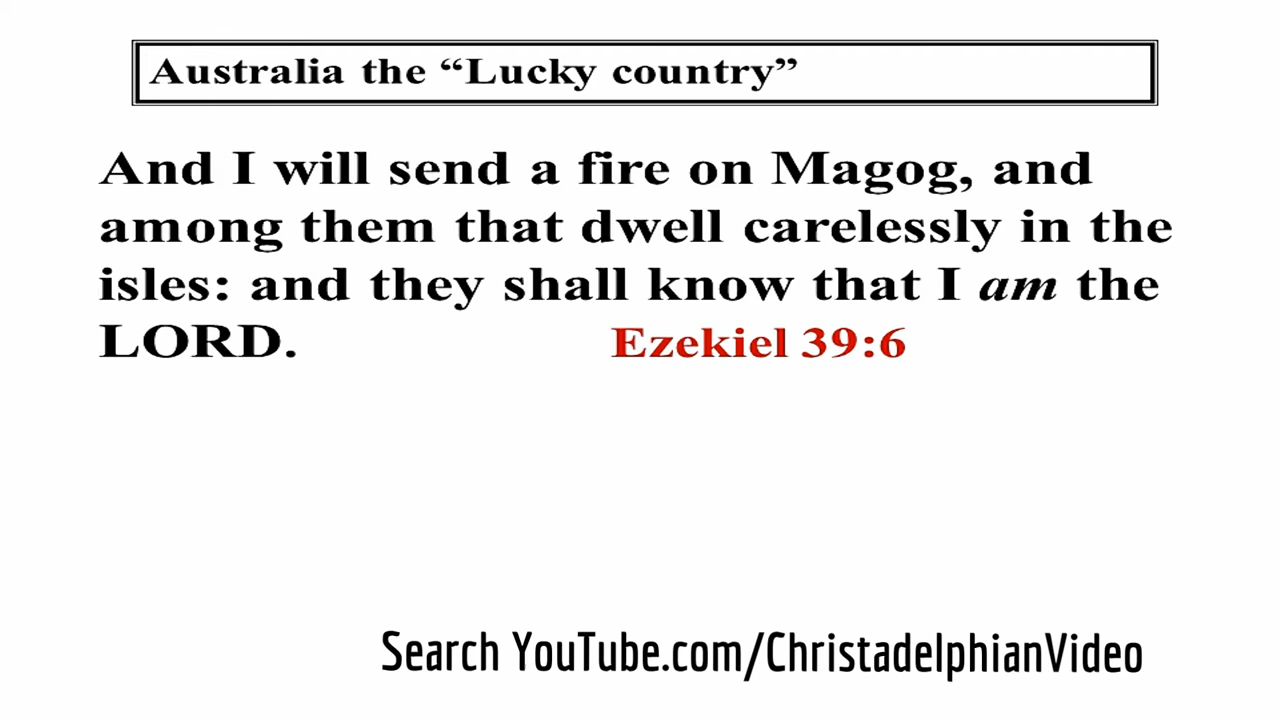 Australia the “Lucky country”
And I will send a fire on Magog, and
among them that dwell carelessly in the
isles: and they shall know that I am the
LORD. Ezekiel 39:6
Search YouTube.com/ChristadelphianVideo